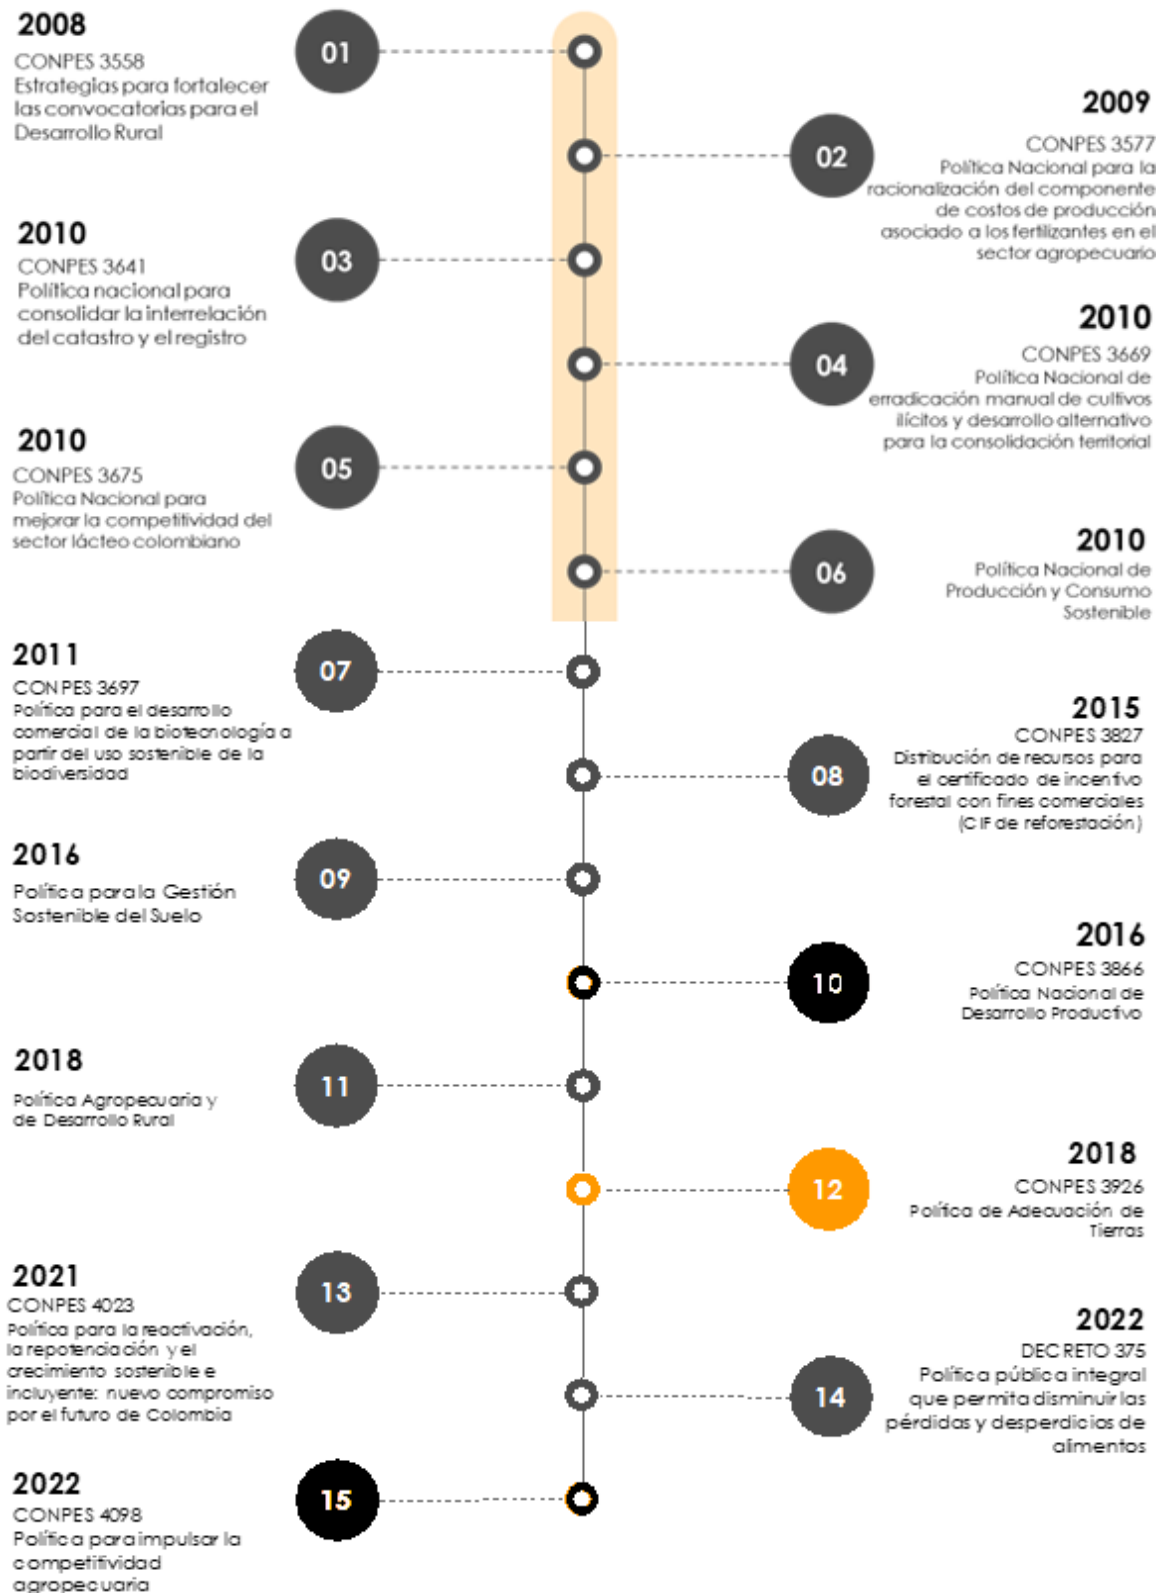 2008
CONPES 3558
Estrategias para fortalecer
las convocatorias para el
Desarrollo Rural
01
2009
CONPES 3577
Política Nacional para la
racionalización del componente
de costos de producción
asociado a los fertilizantes en el
sector agropecuario
02
2010
CONPES 3641
Política nacional para
consolidar la interrelación
del catastro y el registro
03
2010
CONPES 3669
Política Nacional de
erradicación manual de cultivos
ilícitos y desarrollo alternativo
para la consolidación territorial
04
2010
CONPES 3675
Política Nacional para
mejorar la competitividad del
sector lácteo colombiano
05
2010
Política Nacional de
Producción y Consumo
Sostenible
06
2011
CONPES 3697
Política para el desarrollo
comercial de la biotecnología a
partir del uso sostenible de la
biodiversidad
07
2015
CONPES 3827
Distribución de recursos para
el certificado de incentivo
forestal con fines comerciales
(CIF de reforestación)
08
2016
Política para la Gestión
Sostenible del Suelo
09
2016
CONPES 3866
Política Nacional de
Desarrollo Productivo
10
2018
Política Agropecuaria y
de Desarrollo Rural
11
2018
CONPES 3926
Política de Adecuación de
Tierras
12
2021
CONPES 4023
Política para la reactivación,
la repotenciación y el
crecimiento sostenible e
incluyente: nuevo compromiso
por el futuro de Colombia
13
2022
DECRETO 375
Política pública integral
que permita disminuir las
pérdidas y desperdicios de
alimentos
14
2022
CONPES 4098
Política para impulsar la
competitividad
agropecuaria
15